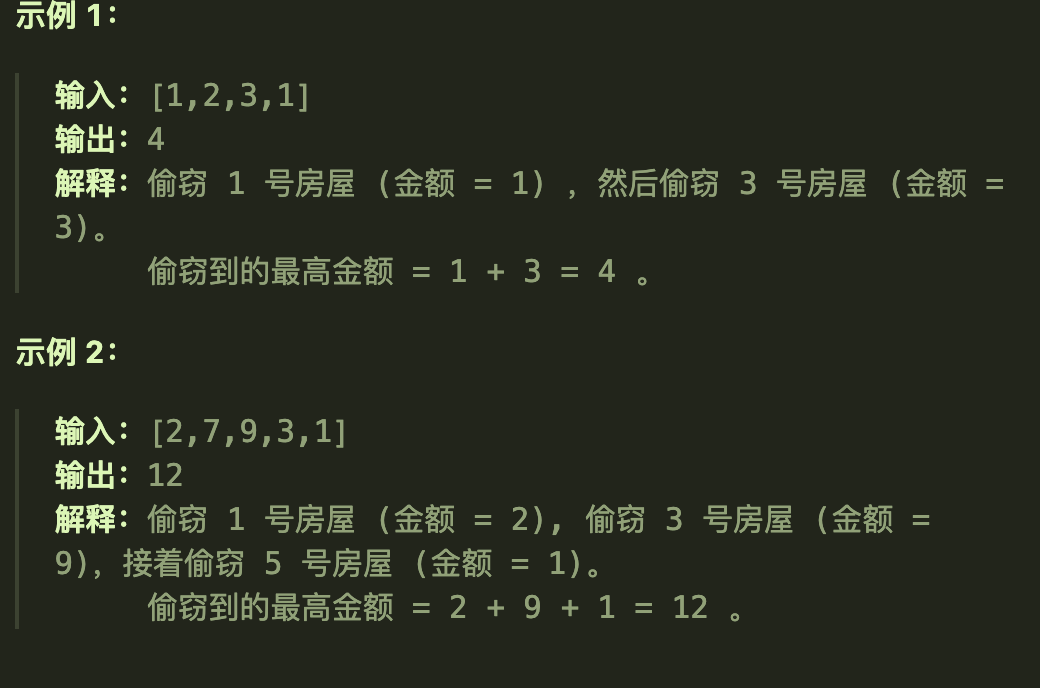 示例 1：
输入：[1,2,3,1]
输出：4
解释：偷窃 1 号房屋 (金额 = 1) ，然后偷窃 3 号房屋 (金额 =
3)。
偷窃到的最高金额 = 1 + 3 = 4 。
示例 2：
输入：[2,7,9,3,1]
输出：12
解释：偷窃 1 号房屋 (金额 = 2), 偷窃 3 号房屋 (金额 =
9)，接着偷窃 5 号房屋 (金额 = 1)。
偷窃到的最高金额 = 2 + 9 + 1 = 12 。